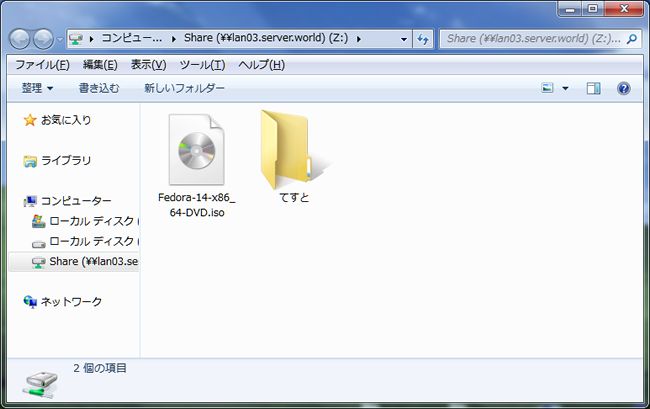 コンピュー... Share (¥¥lan03.server.world) (Z:)
Share (¥¥lan03.server.world) (Z:)...
ファイル(F) 編集(E) 表示(V) ツール(T) ヘルプ(H)
整理 書き込む 新しいフォルダー
お気に入り
ライブラリ
コンピューター
ローカル ディスク (
ローカル ディスク (
Share (¥¥lan03.se
ネットワーク
Fedora-14-x86_
64-DVD.iso
てすと
2 個の項目